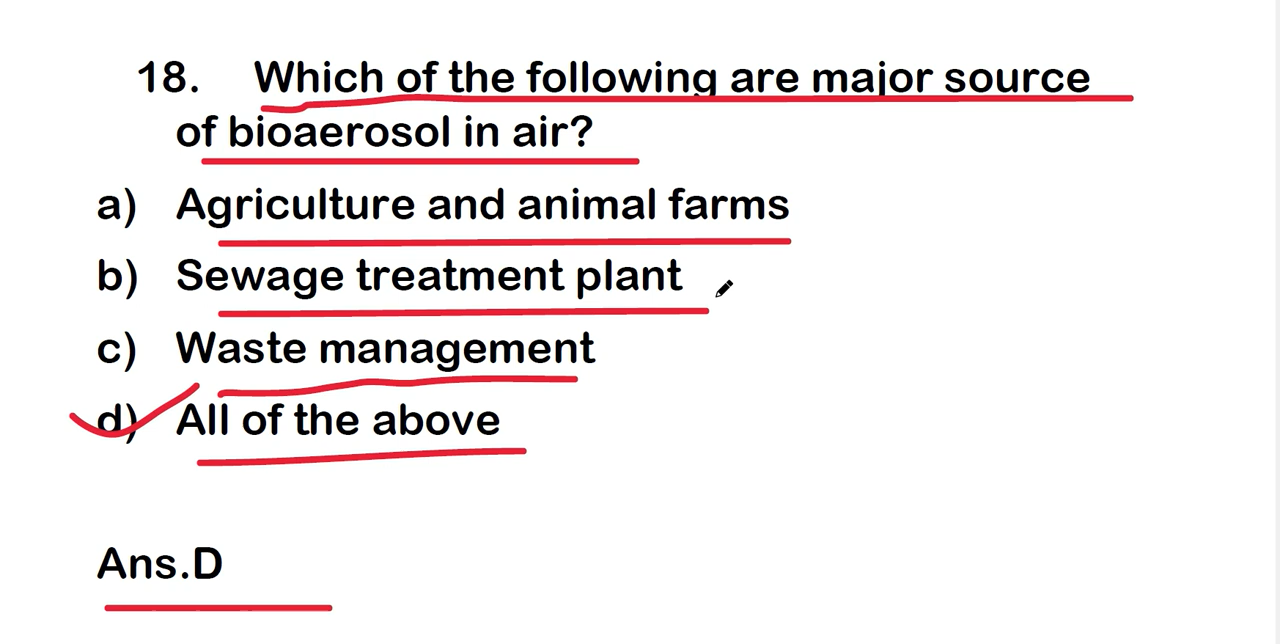 18. Which of the following are major source
of bioaerosol in air?
a) Agriculture and animal farms
b) Sewage treatment plant
c) Waste management
d) All of the above
Ans.D